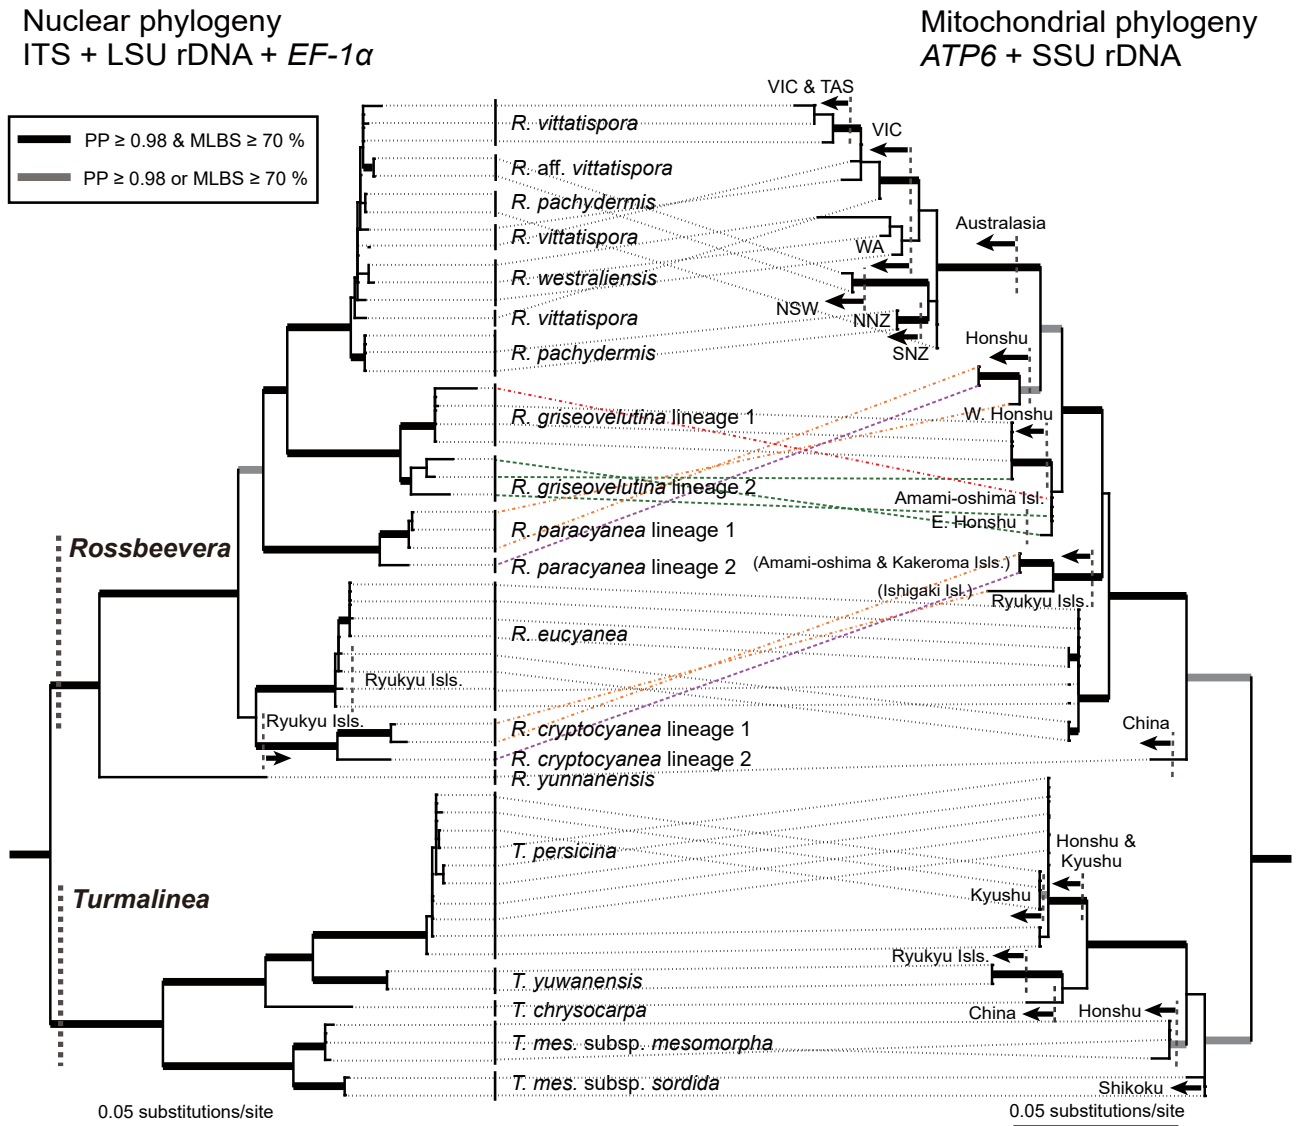 Nuclear phylogeny
ITS + LSU rDNA + EF-1α
Mitochondrial phylogeny
ATP6 + SSU rDNA
PP ≥ 0.98 & MLBS ≥ 70 %
PP ≥ 0.98 or MLBS ≥ 70 %
R. vittatispora
R. aff. vittatispora
R. pachydermis
R. vittatispora
R. westraliensis
R. vittatispora
R. pachydermis
R. griseovelutina lineage 1
R. griseovelutina lineage 2
R. paracyanea lineage 1
R. paracyanea lineage 2
R. eucyanea
R. cryptocyanea lineage 1
R. cryptocyanea lineage 2
R. yunnanensis
T. persicina
T. yuwanensis
T. chrysocarpa
T. mes. subsp. mesomorpha
T. mes. subsp. sordida
Rossbeevera
Turmalinea
Ryukyu Isls.
Ryukyu Isls.
0.05 substitutions/site
VIC & TAS
VIC
Australasia
WA
NSW
NNZ
SNZ
Honshu
W. Honshu
Amami-oshima Isl.
E. Honshu
(Amami-oshima & Kakeroma Isls.)
(Ishigaki Isl.)
Ryukyu Isls.
China
Honshu &
Kyushu
Kyushu
Ryukyu Isls.
China
Honshu
Shikoku
0.05 substitutions/site